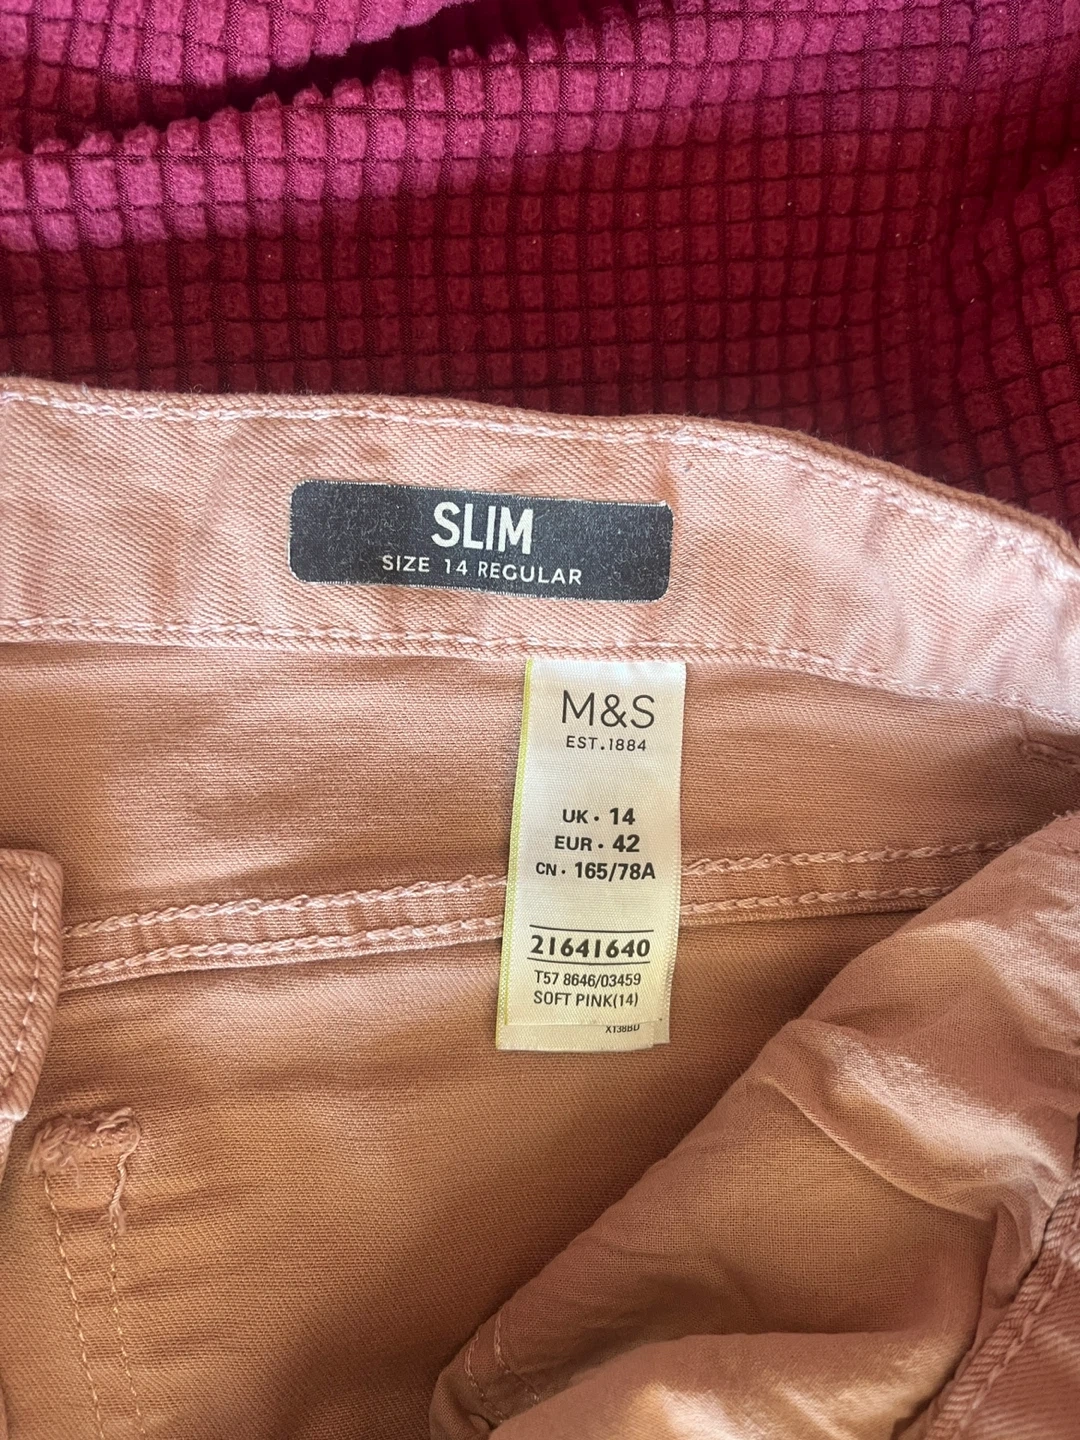 SLIM
SIZE 14 REGULAR
M&S
EST.1884
UK · 14
EUR · 42
CN · 165/78A
21641640
T57 8646/03459
SOFT PINK(14)
X138BD